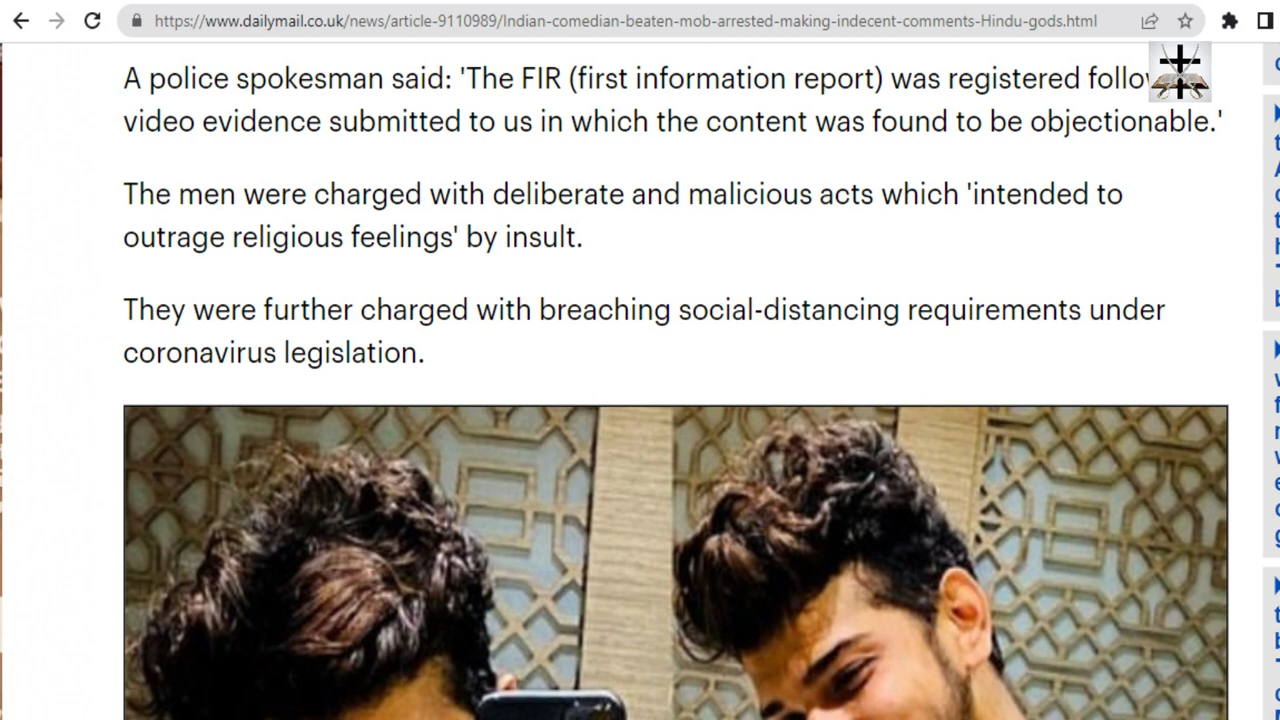 https://www.dailymail.co.uk/news/article-9110989/Indian-comedian-beaten-mob-arrested-making-indecent-comments-Hindu-gods.html
A police spokesman said: 'The FIR (first information report) was registered
video evidence submitted to us in which the content was found to be objectionable.'
The men were charged with deliberate and malicious acts which 'intended to
outrage religious feelings' by insult.
They were further charged with breaching social-distancing requirements under
coronavirus legislation.